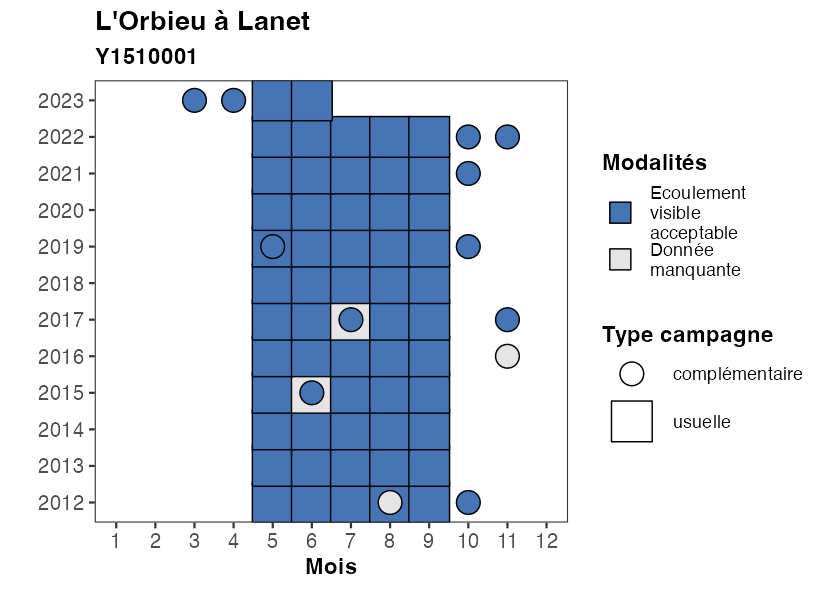 L'Orbieu à Lanet
Y1510001
2023
2022
2021
2020
2019
2018
2017
2016
2015
2014
2013
2012
1 2 3 4 5 6 7 8 9 10 11 12
Mois
Modalités
Ecoulement
visible
acceptable
Donnée
manquante
Type campagne
complémentaire
usuelle